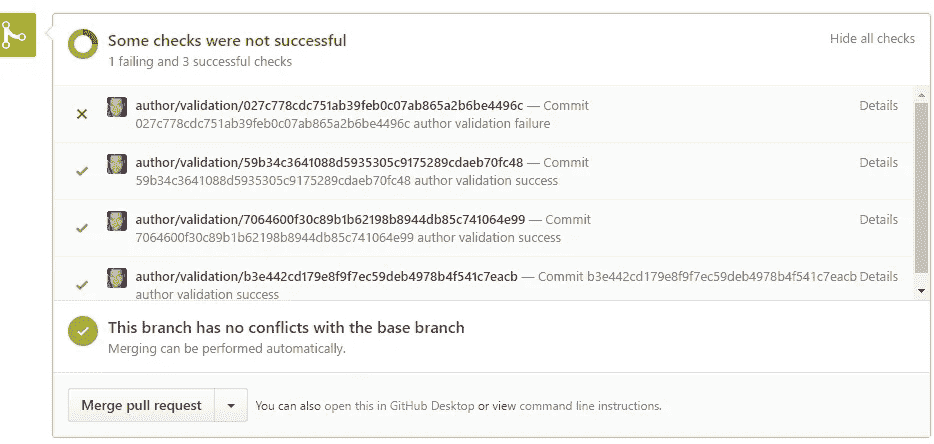 Some checks were not successful
Hide all checks
1 failing and 3 successful checks
author/validation/027c778cdc751ab39feb0c07ab865a2b6be4496c — Commit
Details
027c778cdc751ab39feb0c07ab865a2b6be4496c author validation failure
author/validation/59b34c3641088d5935305c9175289cdaeb70fc48 — Commit
Details
59b34c3641088d5935305c9175289cdaeb70fc48 author validation success
author/validation/7064600f30c89b1b62198b8944db85c741064e99 — Commit
Details
7064600f30c89b1b62198b8944db85c741064e99 author validation success
author/validation/b3e442cd179e8f9f7ec59deb4978b4f541c7eacb — Commit b3e442cd179e8f9f7ec59deb4978b4f541c7eacb Details
author validation success
This branch has no conflicts with the base branch
Merging can be performed automatically.
Merge pull request
You can also open this in GitHub Desktop or view command line instructions.